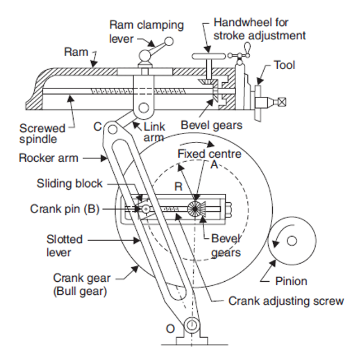 Ram clamping
lever
Handwheel for
stroke adjustment
Ram
Tool
Screwed
spindle
C
Link
arm
Bevel gears
Rocker arm
Fixed centre
A
Sliding block
R
Crank pin (B)
Slotted
lever
Bevel
gears
Crank gear
(Bull gear)
Pinion
Crank adjusting screw
O